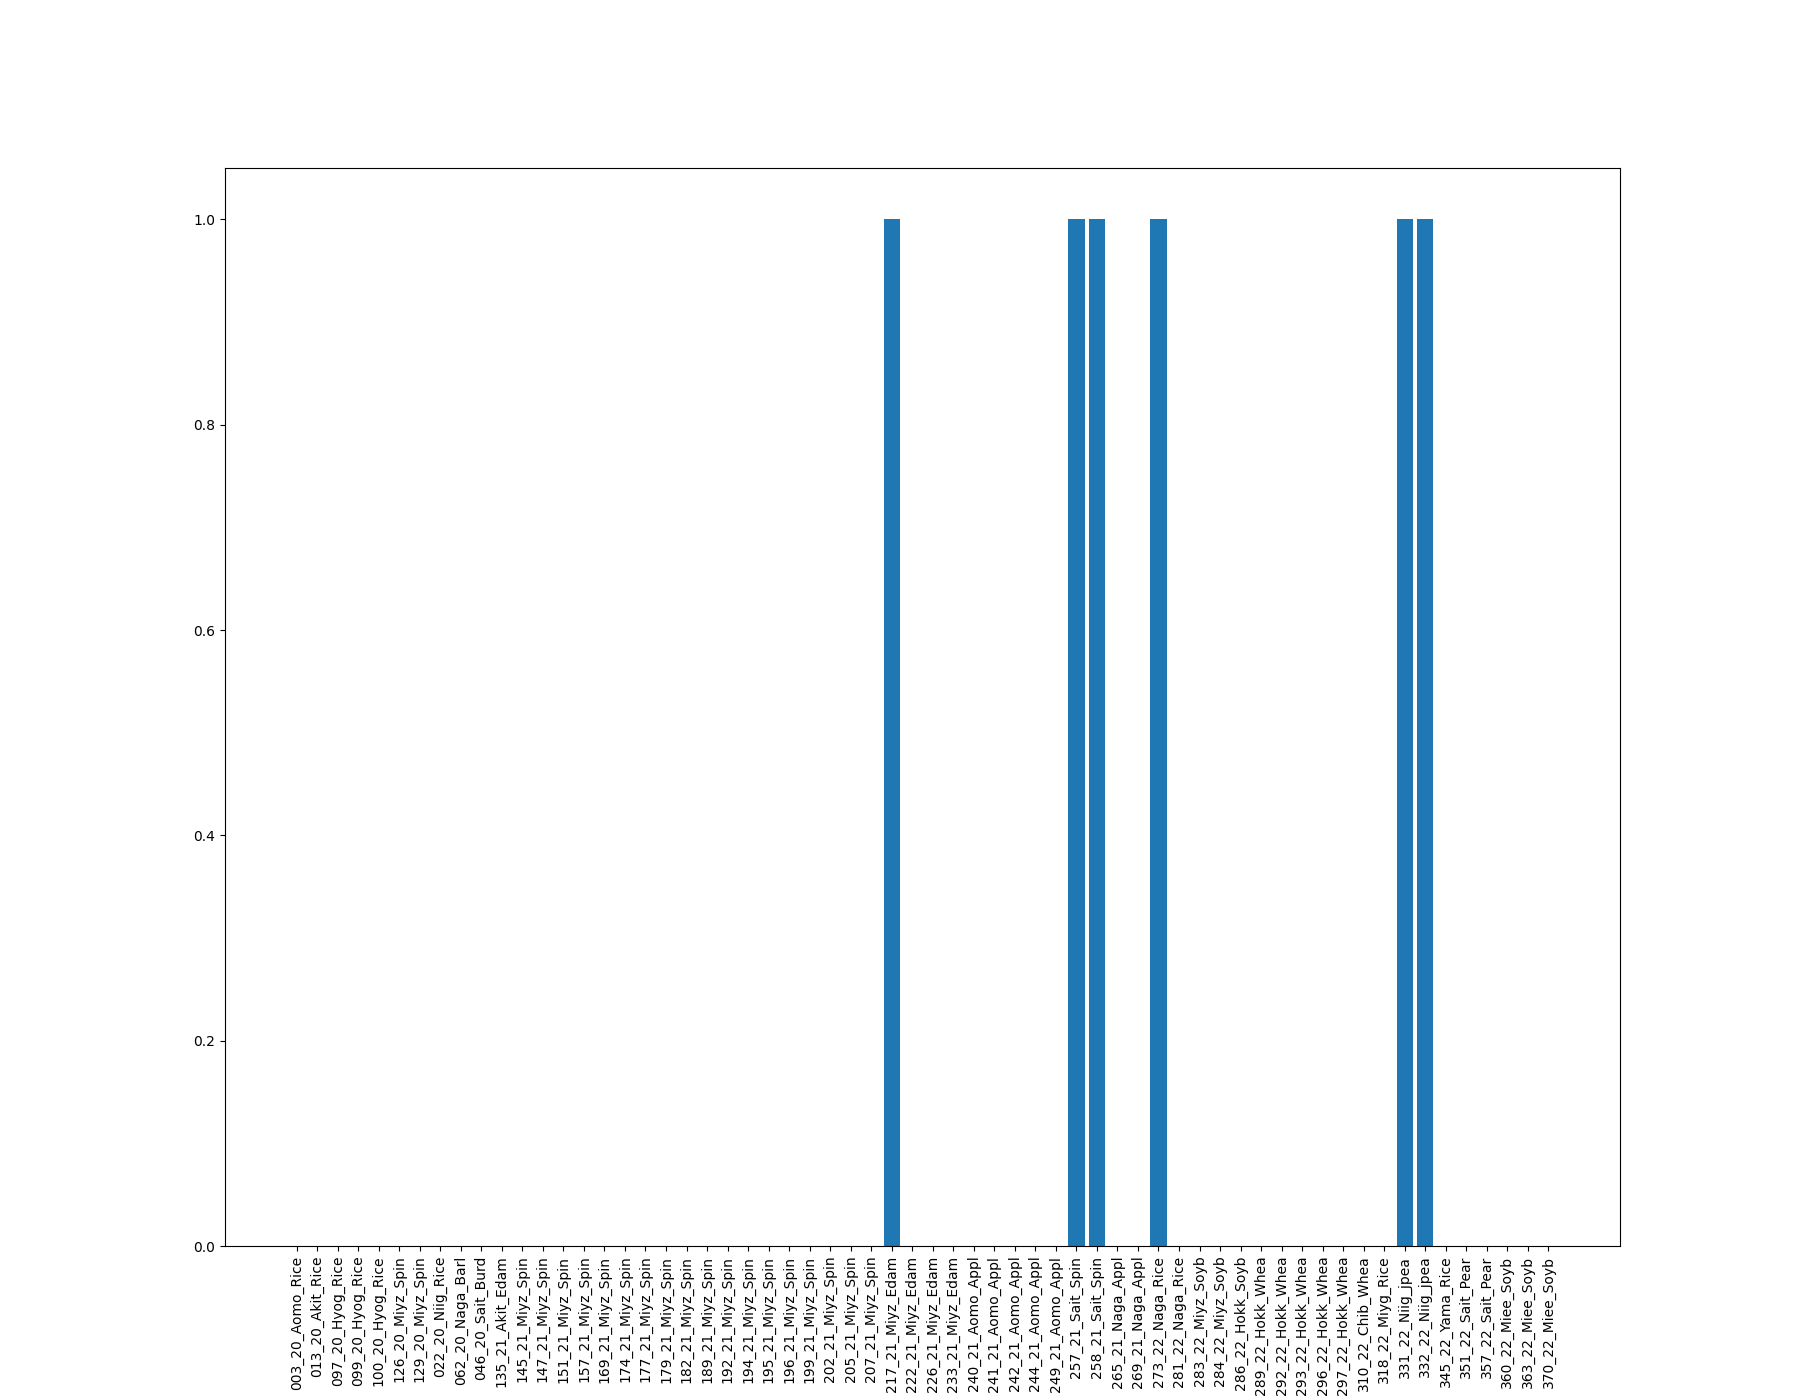 1.0
0.8
0.6
0.4
0.2
0.0
003_20_Aomo_Rice
013_20_Akit_Rice
097_20_Hyog_Rice
099_20_Hyog_Rice
100_20_Hyog_Rice
126_20_Miyz_Spin
129_20_Miyz_Spin
022_20_Niig_Rice
062_20_Naga_Barl
046_20_Sait_Burd
135_21_Akit_Edam
145_21_Miyz_Spin
147_21_Miyz_Spin
151_21_Miyz_Spin
157_21_Miyz_Spin
169_21_Miyz_Spin
174_21_Miyz_Spin
177_21_Miyz_Spin
179_21_Miyz_Spin
182_21_Miyz_Spin
189_21_Miyz_Spin
192_21_Miyz_Spin
194_21_Miyz_Spin
195_21_Miyz_Spin
196_21_Miyz_Spin
199_21_Miyz_Spin
202_21_Miyz_Spin
205_21_Miyz_Spin
207_21_Miyz_Spin
217_21_Miyz_Edam
222_21_Miyz_Edam
226_21_Miyz_Edam
233_21_Miyz_Edam
240_21_Aomo_Appl
241_21_Aomo_Appl
242_21_Aomo_Appl
244_21_Aomo_Appl
249_21_Aomo_Appl
257_21_Sait_Spin
258_21_Sait_Spin
265_21_Naga_Appl
269_21_Naga_Appl
273_22_Naga_Rice
281_22_Naga_Rice
283_22_Miyz_Soyb
284_22_Miyz_Soyb
286_22_Hokk_Soyb
289_22_Hokk_Whea
292_22_Hokk_Whea
293_22_Hokk_Whea
296_22_Hokk_Whea
297_22_Hokk_Whea
310_22_Chib_Whea
318_22_Miyg_Rice
331_22_Niig_jpea
332_22_Niig_jpea
345_22_Yama_Rice
351_22_Sait_Pear
357_22_Sait_Pear
360_22_Miee_Soyb
363_22_Miee_Soyb
370_22_Miee_Soyb